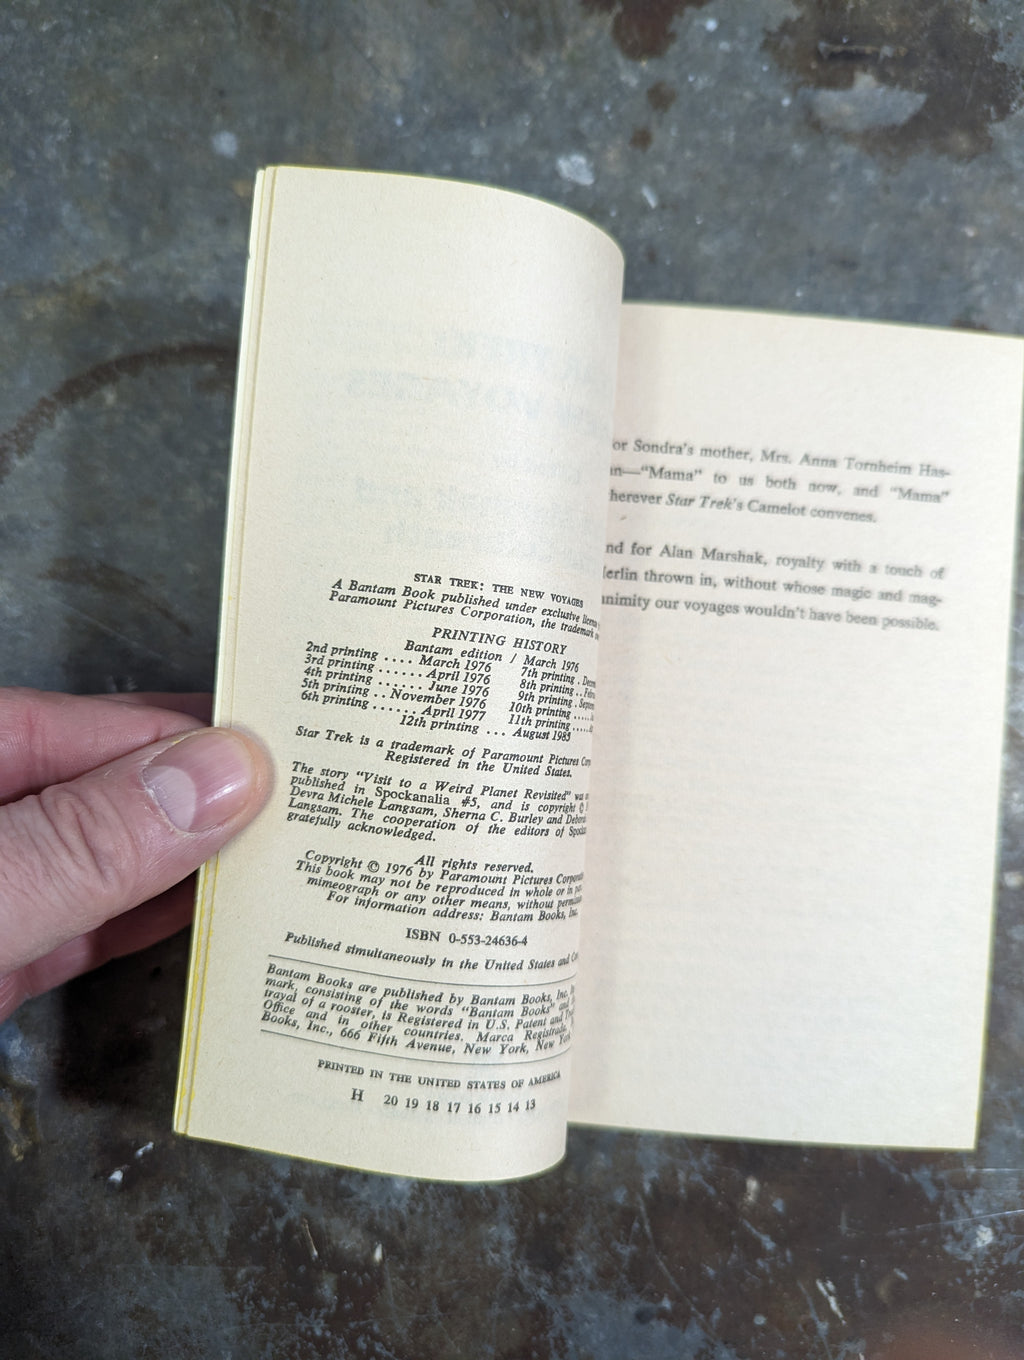 STAR TREK: THE NEW VOYAGES
A Bantam Book published under exclusive license
Paramount Pictures Corporation, the trademark
PRINTING HISTORY
Bantam edition / March 1976
2nd printing .... March 1976
3rd printing ...... April 1976
4th printing ...... June 1976
5th printing .. November 1976
6th printing ...... April 1977
7th printing .
8th printing ..
9th printing .
10th printing ....
11th printing ....
12th printing ... August 1985
Star Trek is a trademark of Paramount Pictures
Registered in the United States.
The story "Visit to a Weird Planet Revisited" was
published in Spockanalia #5, and is copyright ©
Devra Michele Langsam, Sherna C. Burley and
Langsam. The cooperation of the editors of
gratefully acknowledged.
All rights reserved.
Copyright © 1976 by Paramount Pictures
This book may not be reproduced in whole or in
mimeograph or any other means, without
For information address: Bantam Books, Inc.
ISBN 0-553-24636-4
Published simultaneously in the United States and
Bantam Books are published by Bantam Books, Inc.
mark, consisting of the words "Bantam Books" and
trayal of a rooster, is Registered in U.S. Patent and
Office and in other countries. Marca Registrada.
Books, Inc., 666 Fifth Avenue, New York, New York
PRINTED IN THE UNITED STATES OF AMERICA
H 20 19 18 17 16 15 14 13
or Sondra's mother, Mrs. Anna Tornheim Has-
"Mama" to us both now, and "Mama"
herever Star Trek's Camelot convenes.
nd for Alan Marshak, royalty with a touch of
erlin thrown in, without whose magic and mag-
animity our voyages wouldn't have been possible.